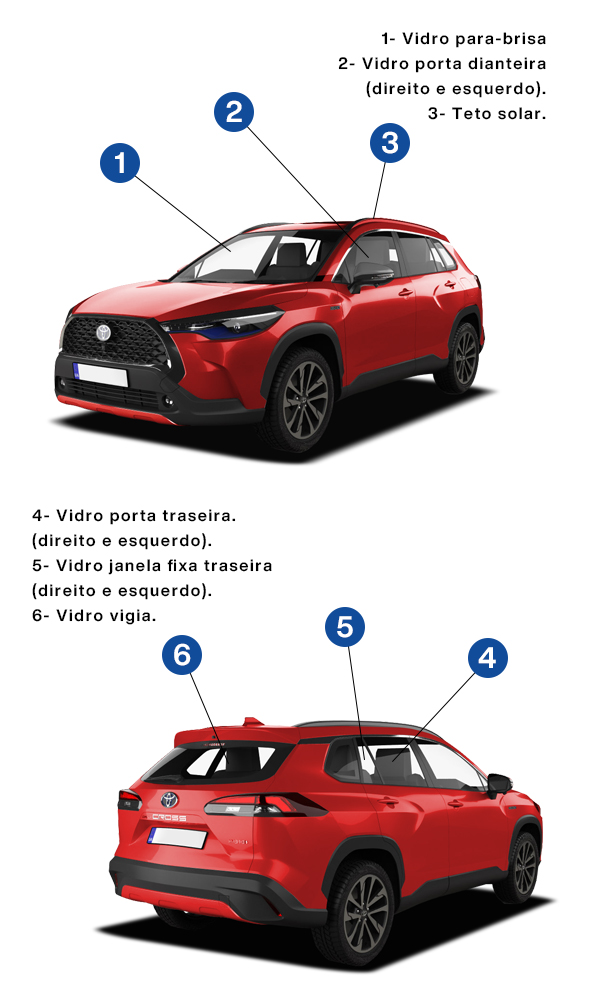 1- Vidro para-brisa
2- Vidro porta dianteira
(direito e esquerdo).
3- Teto solar.
2
3
1
4- Vidro porta traseira.
(direito e esquerdo).
5- Vidro janela fixa traseira
(direito e esquerdo).
6- Vidro vigia.
5
6
4
CROSS